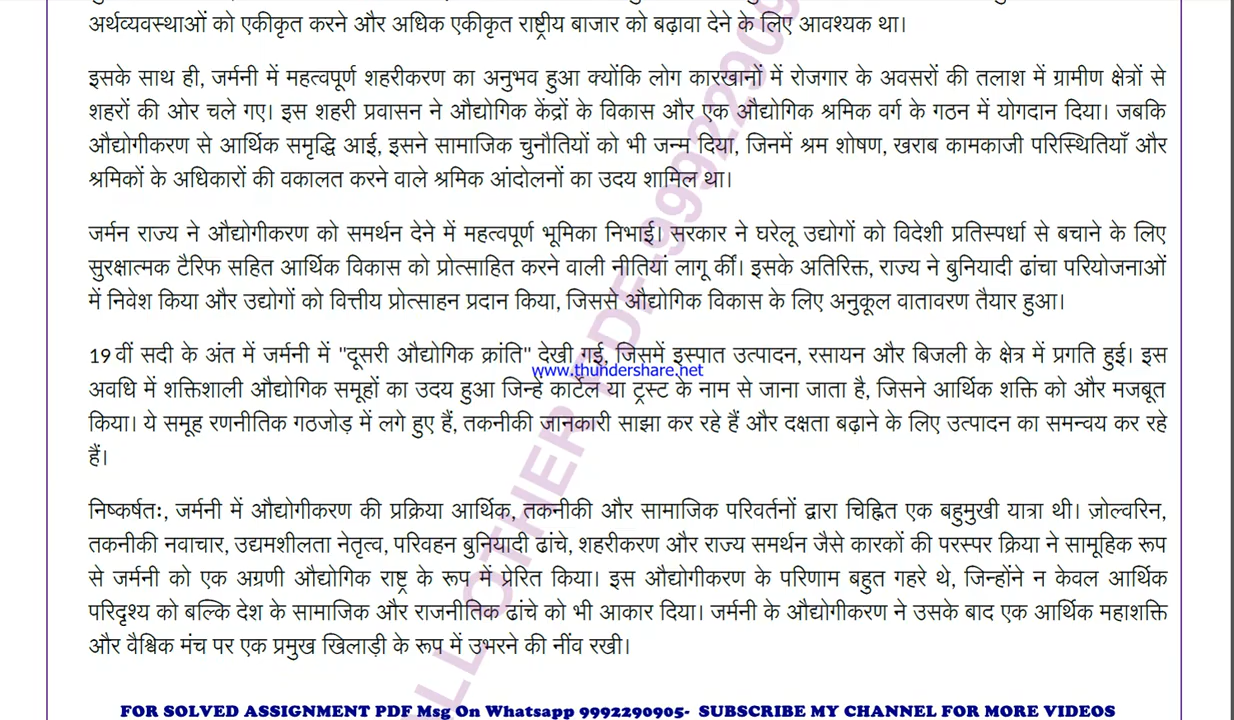 अर्थव्यवस्थाओं को एकीकृत करने और अधिक एकीकृत राष्ट्रीय बाजार को बढ़ावा देने के लिए आवश्यक था।
इसके साथ ही, जर्मनी में महत्वपूर्ण शहरीकरण का अनुभव हुआ क्योंकि लोग कारखानों में रोजगार के अवसरों की तलाश में ग्रामीण क्षेत्रों से
शहरों की ओर चले गए। इस शहरी प्रवासन ने औद्योगिक केंद्रों के विकास और एक औद्योगिक श्रमिक वर्ग के गठन में योगदान दिया। जबकि
औद्योगीकरण से आर्थिक समृद्धि आई, इसने सामाजिक चुनौतियों को भी जन्म दिया, जिनमें श्रम शोषण, खराब कामकाजी परिस्थितियाँ और
श्रमिकों के अधिकारों की वकालत करने वाले श्रमिक आंदोलनों का उदय शामिल था।
जर्मन राज्य ने औद्योगीकरण को समर्थन देने में महत्वपूर्ण भूमिका निभाई। सरकार ने घरेलू उद्योगों को विदेशी प्रतिस्पर्धा से बचाने के लिए
सुरक्षात्मक टैरिफ सहित आर्थिक विकास को प्रोत्साहित करने वाली नीतियां लागू कीं। इसके अतिरिक्त, राज्य ने बुनियादी ढांचा परियोजनाओं
में निवेश किया और उद्योगों को वित्तीय प्रोत्साहन प्रदान किया, जिससे औद्योगिक विकास के लिए अनुकूल वातावरण तैयार हुआ।
19 वीं सदी के अंत में जर्मनी में "दूसरी औद्योगिक क्रांति" देखी गई, जिसमें इस्पात उत्पादन, रसायन और बिजली के क्षेत्र में प्रगति हुई। इस
www.thundershare.net
अवधि में शक्तिशाली औद्योगिक समूहों का उदय हुआ जिन्हें कार्टेल या ट्रस्ट के नाम से जाना जाता है, जिसने आर्थिक शक्ति को और मजबूत
किया। ये समूह रणनीतिक गठजोड़ में लगे हुए हैं, तकनीकी जानकारी साझा कर रहे हैं और दक्षता बढ़ाने के लिए उत्पादन का समन्वय कर रहे
हैं।
निष्कर्षतः, जर्मनी में औद्योगीकरण की प्रक्रिया आर्थिक, तकनीकी और सामाजिक परिवर्तनों द्वारा चिह्नित एक बहुमुखी यात्रा थी। ज़ोल्वरिन,
तकनीकी नवाचार, उद्यमशीलता नेतृत्व, परिवहन बुनियादी ढांचे, शहरीकरण और राज्य समर्थन जैसे कारकों की परस्पर क्रिया ने सामूहिक रूप
से जर्मनी को एक अग्रणी औद्योगिक राष्ट्र के रूप में प्रेरित किया। इस औद्योगीकरण के परिणाम बहुत गहरे थे, जिन्होंने न केवल आर्थिक
परिदृश्य को बल्कि देश के सामाजिक और राजनीतिक ढांचे को भी आकार दिया। जर्मनी के औद्योगीकरण ने उसके बाद एक आर्थिक महाशक्ति
और वैश्विक मंच पर एक प्रमुख खिलाड़ी के रूप में उभरने की नींव रखी।
ALL OTHER PDF-99922909
FOR SOLVED ASSIGNMENT PDF Msg On Whatsapp 9992290905- SUBSCRIBE MY CHANNEL FOR MORE VIDEOS